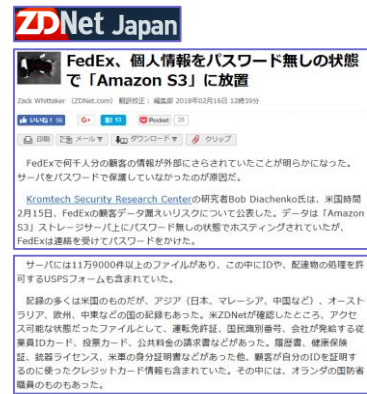 ZDNet Japan
FedEx、個人情報をパスワード無しの状態
で「Amazon S3」に放置
Zack Whittaker （ZDNet.com） 翻訳校正： 編集部 2018年02月16日 12時39分
いいね！ 56 G+ B! 13 Pocket 28
印刷 メール▼ ダウンロード▼ クリップ
FedExで何千人分の顧客の情報が外部にさらされていたことが明らかになった。
サーバをパスワードで保護していなかったのが原因だ。
Kromtech Security Research Centerの研究者Bob Diachenko氏は、米国時間
2月15日、FedExの顧客データ漏えいリスクについて公表した。データは「Amazon
S3」ストレージサーバ上にパスワード無しの状態でホスティングされていたが、
FedExは連絡を受けてパスワードをかけた。
サーバには11万9000件以上のファイルがあり、この中にIDや、配達物の処理を許
可するUSPSフォームも含まれていた。
記録の多くは米国のものだが、アジア（日本、マレーシア、中国など）、オースト
ラリア、欧州、中東などの国の記録もあった。米ZDNetが確認したところ、アクセ
ス可能な状態だったファイルとして、運転免許証、国民識別番号、会社が発給する従
業員IDカード、投票カード、公共料金の請求書などがあった。履歴書、健康保険
証、銃器ライセンス、米軍の身分証明書などがあった他、顧客が自分のIDを証明す
るのに使ったクレジットカード情報も含まれていた。その中には、オランダの国防省
職員のものもあった。